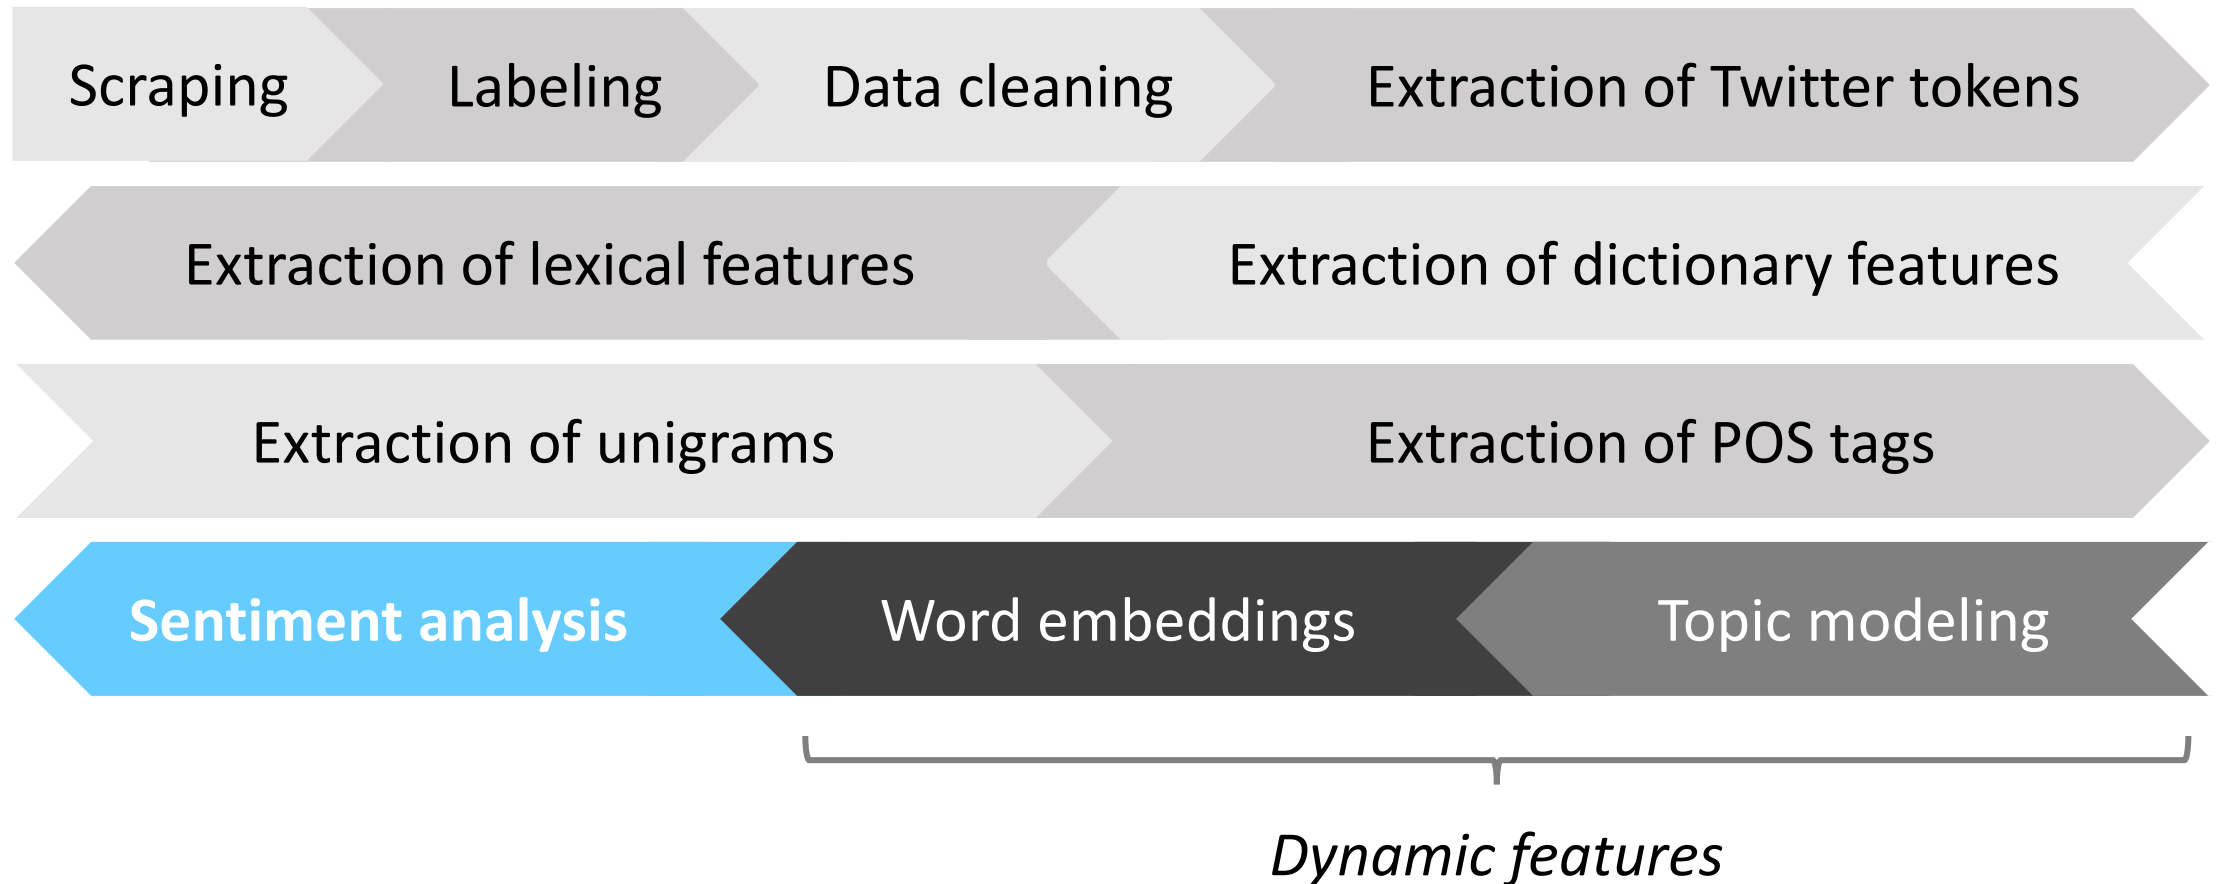 Scraping
Labeling
Data cleaning
Extraction of Twitter tokens
Extraction of lexical features
Extraction of dictionary features
Extraction of unigrams
Extraction of POS tags
Sentiment analysis
Word embeddings
Topic modeling
Dynamic features